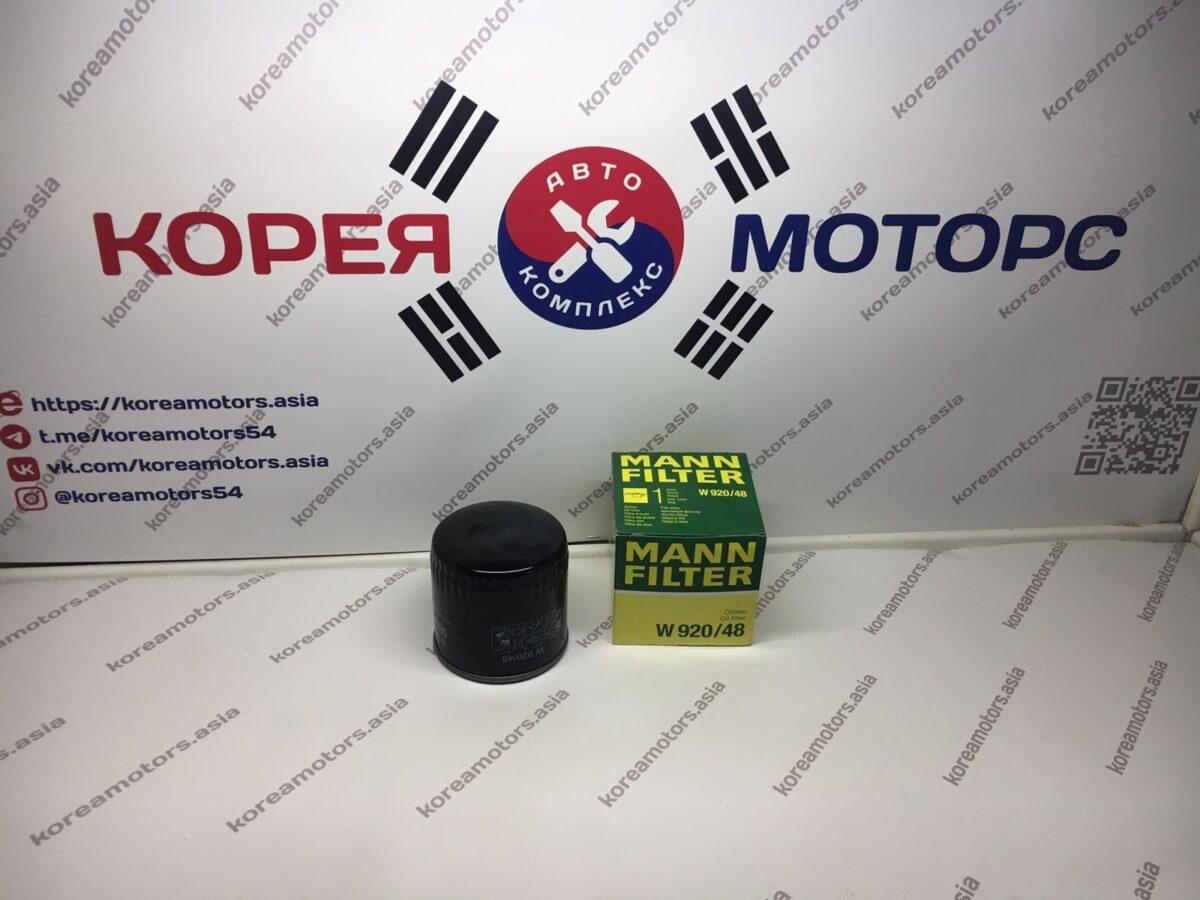 КОРЕЯ
АВТО
КОМПЛЕКС
МОТОРС
https://koreamotors.asia
t.me/koreamotors54
vk.com/koreamotors.asia
@koreamotors54
MANN
FILTER
1
W 920/48
MANN
FILTER
Ölfilter
Oil filter
W 920/48
W 920/48
koreamotors.asia